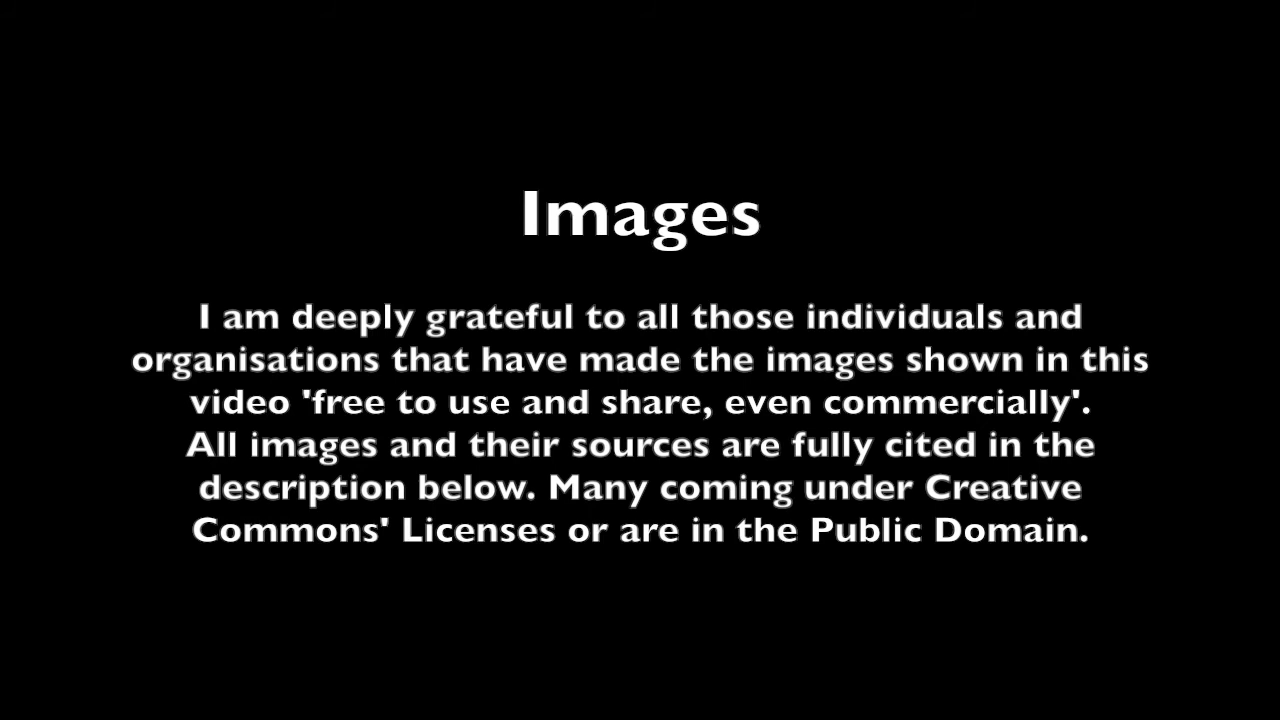 Images
I am deeply grateful to all those individuals and
organisations that have made the images shown in this
video 'free to use and share, even commercially'.
All images and their sources are fully cited in the
description below. Many coming under Creative
Commons' Licenses or are in the Public Domain.